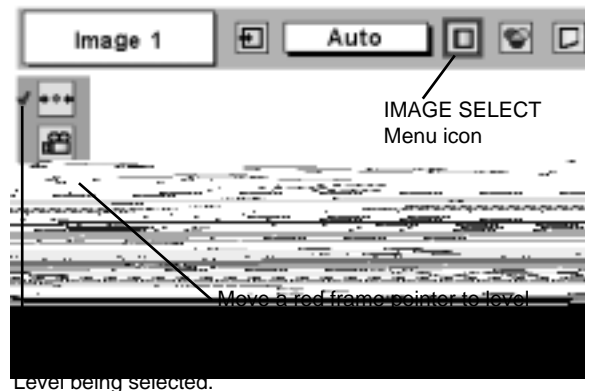 Image 1
Auto
IMAGE SELECT
Menu icon
Move a red frame pointer to level
Level being selected.